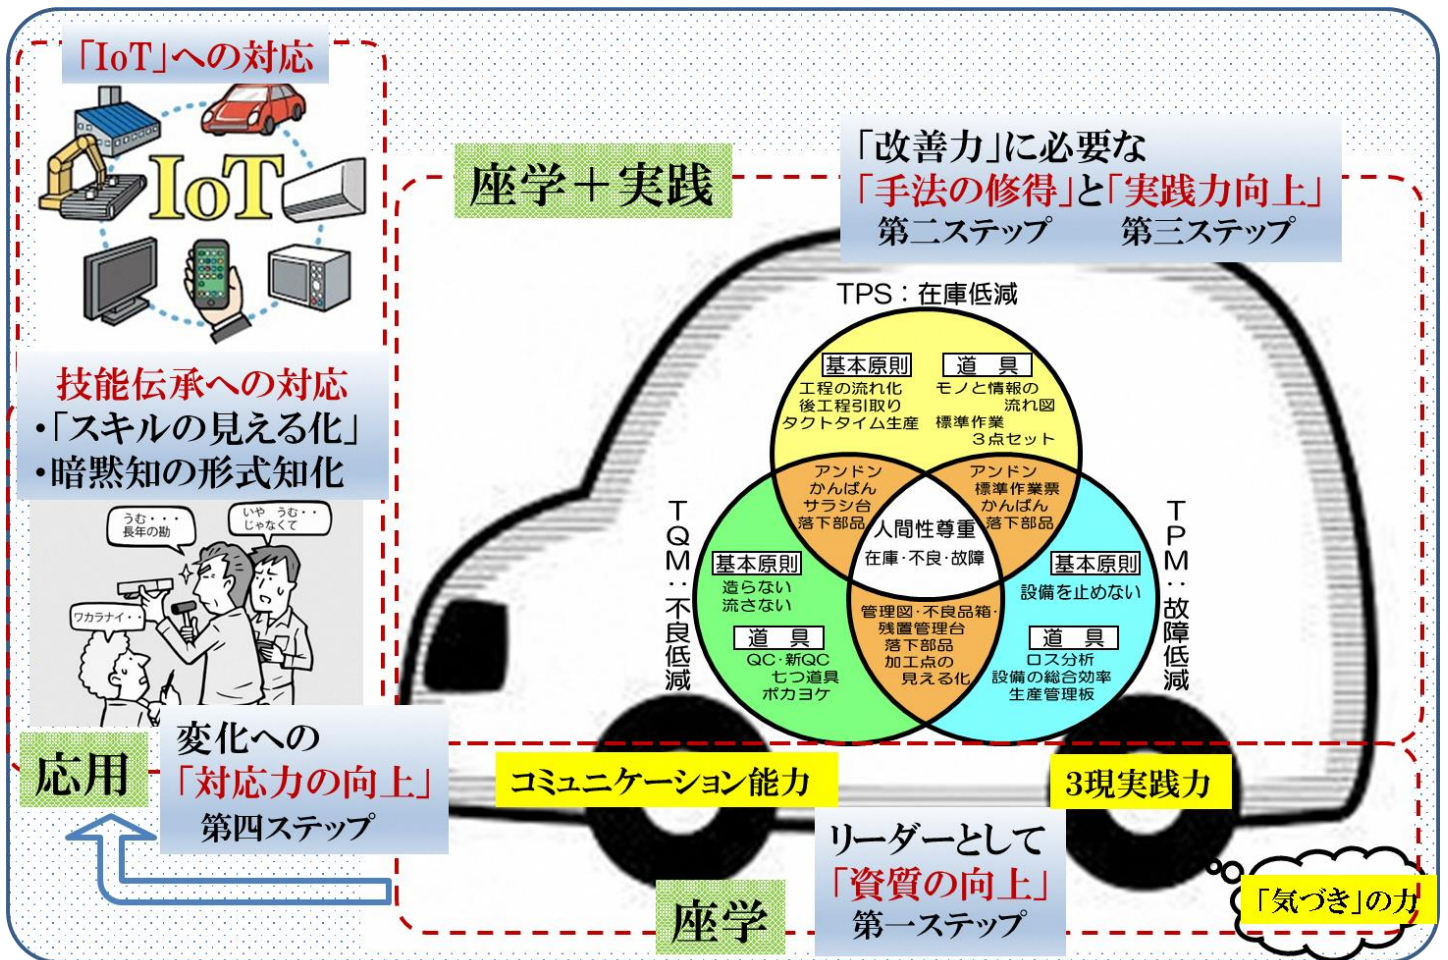 「IoT」への対応
IoT
技能伝承への対応
・「スキルの見える化」
・暗黙知の形式知化
うむ・・・
長年の勘
いや うむ・・
じゃなくて
ワカラナイ・・
応用
変化への
「対応力の向上」
第四ステップ
座学＋実践
「改善力」に必要な
「手法の修得」と「実践力向上」
第二ステップ 第三ステップ
TPS：在庫低減
基本原則
工程の流れ化
後工程引取り
タクトタイム生産
道 具
モノと情報の
流れ図
標準作業
３点セット
アンドン
かんばん
サラシ台
落下部品
アンドン
標準作業票
かんばん
落下部品
人間性尊重
在庫・不良・故障
TQM：不良低減
基本原則
造らない
流さない
道 具
QC・新QC
七つ道具
ポカヨケ
管理図・不良品箱・
残置管理台
落下部品
加工点の
見える化
TPM：故障低減
基本原則
設備を止めない
道 具
ロス分析
設備の総合効率
生産管理板
コミュニケーション能力
3現実践力
リーダーとして
「資質の向上」
第一ステップ
座学
「気づき」の力